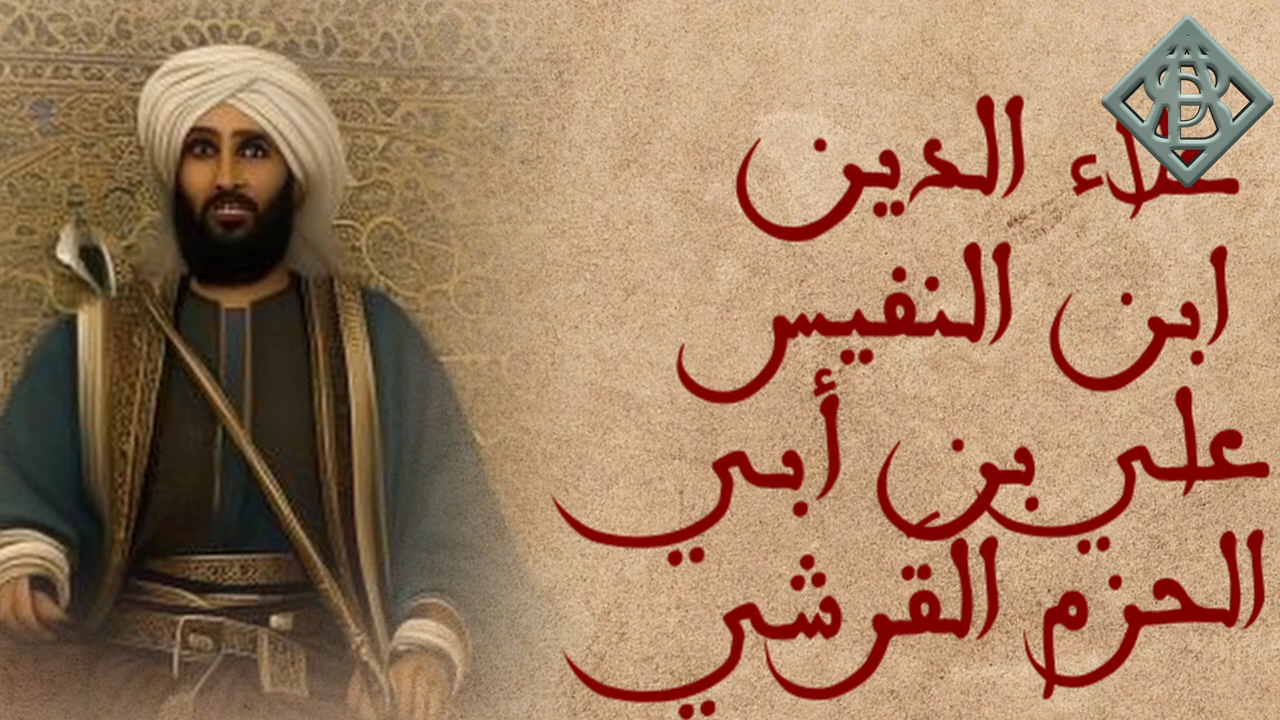 علاء الدين
ابن النفيس
علي بن أبي
الحزم القرشي